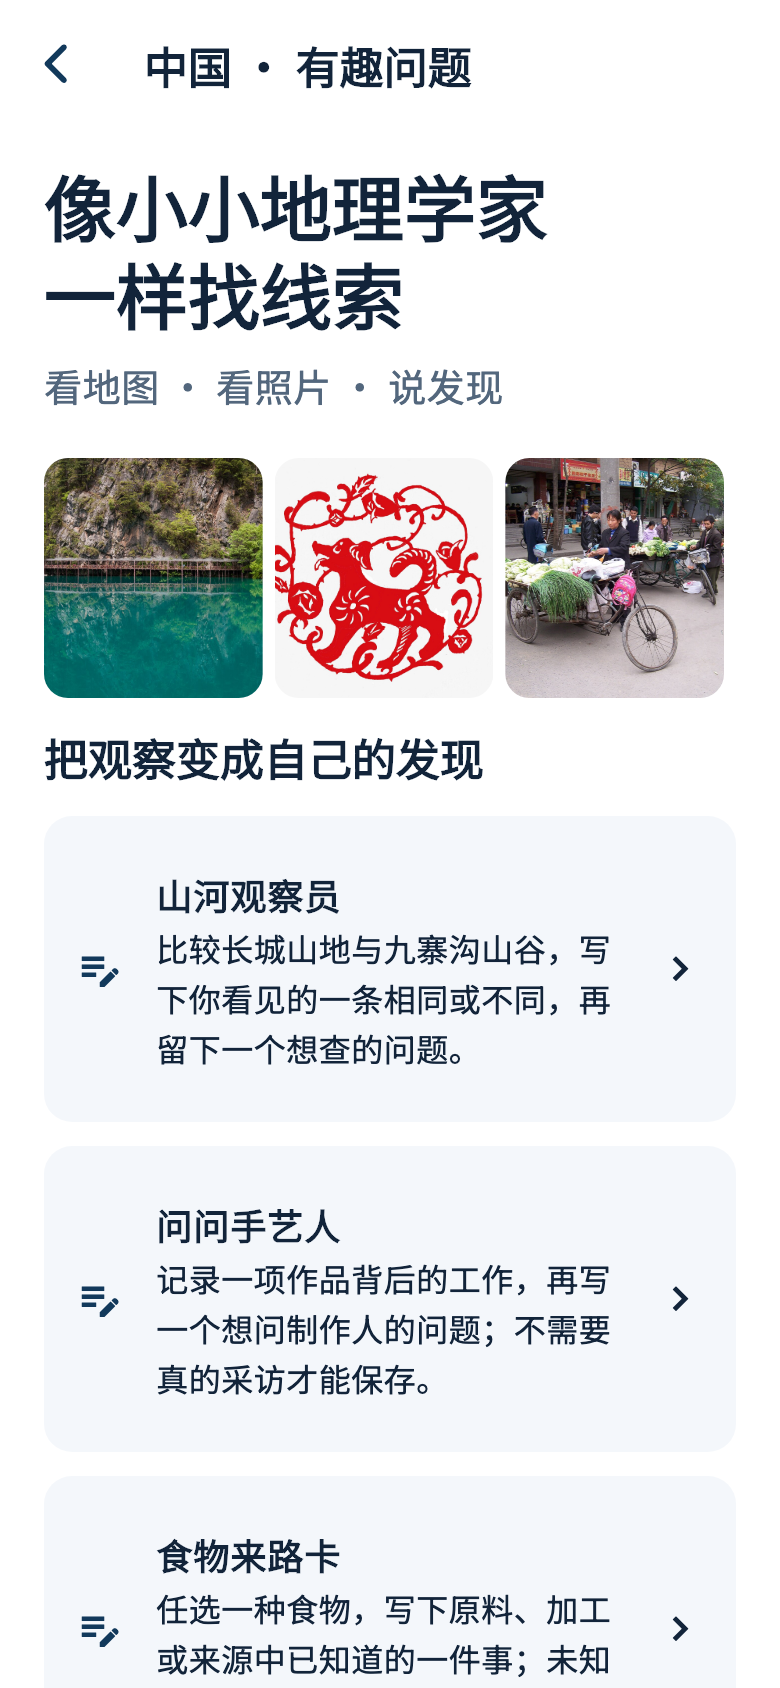 中国 · 有趣问题
像小小地理学家
一样找线索
看地图 · 看照片 · 说发现
把观察变成自己的发现
山河观察员
比较长城山地与九寨沟山谷，写
下你看见的一条相同或不同，再
留下一个想查的问题。
问问手艺人
记录一项作品背后的工作，再写
一个想问制作人的问题；不需要
真的采访才能保存。
食物来路卡
任选一种食物，写下原料、加工
或来源中已知道的一件事；未知